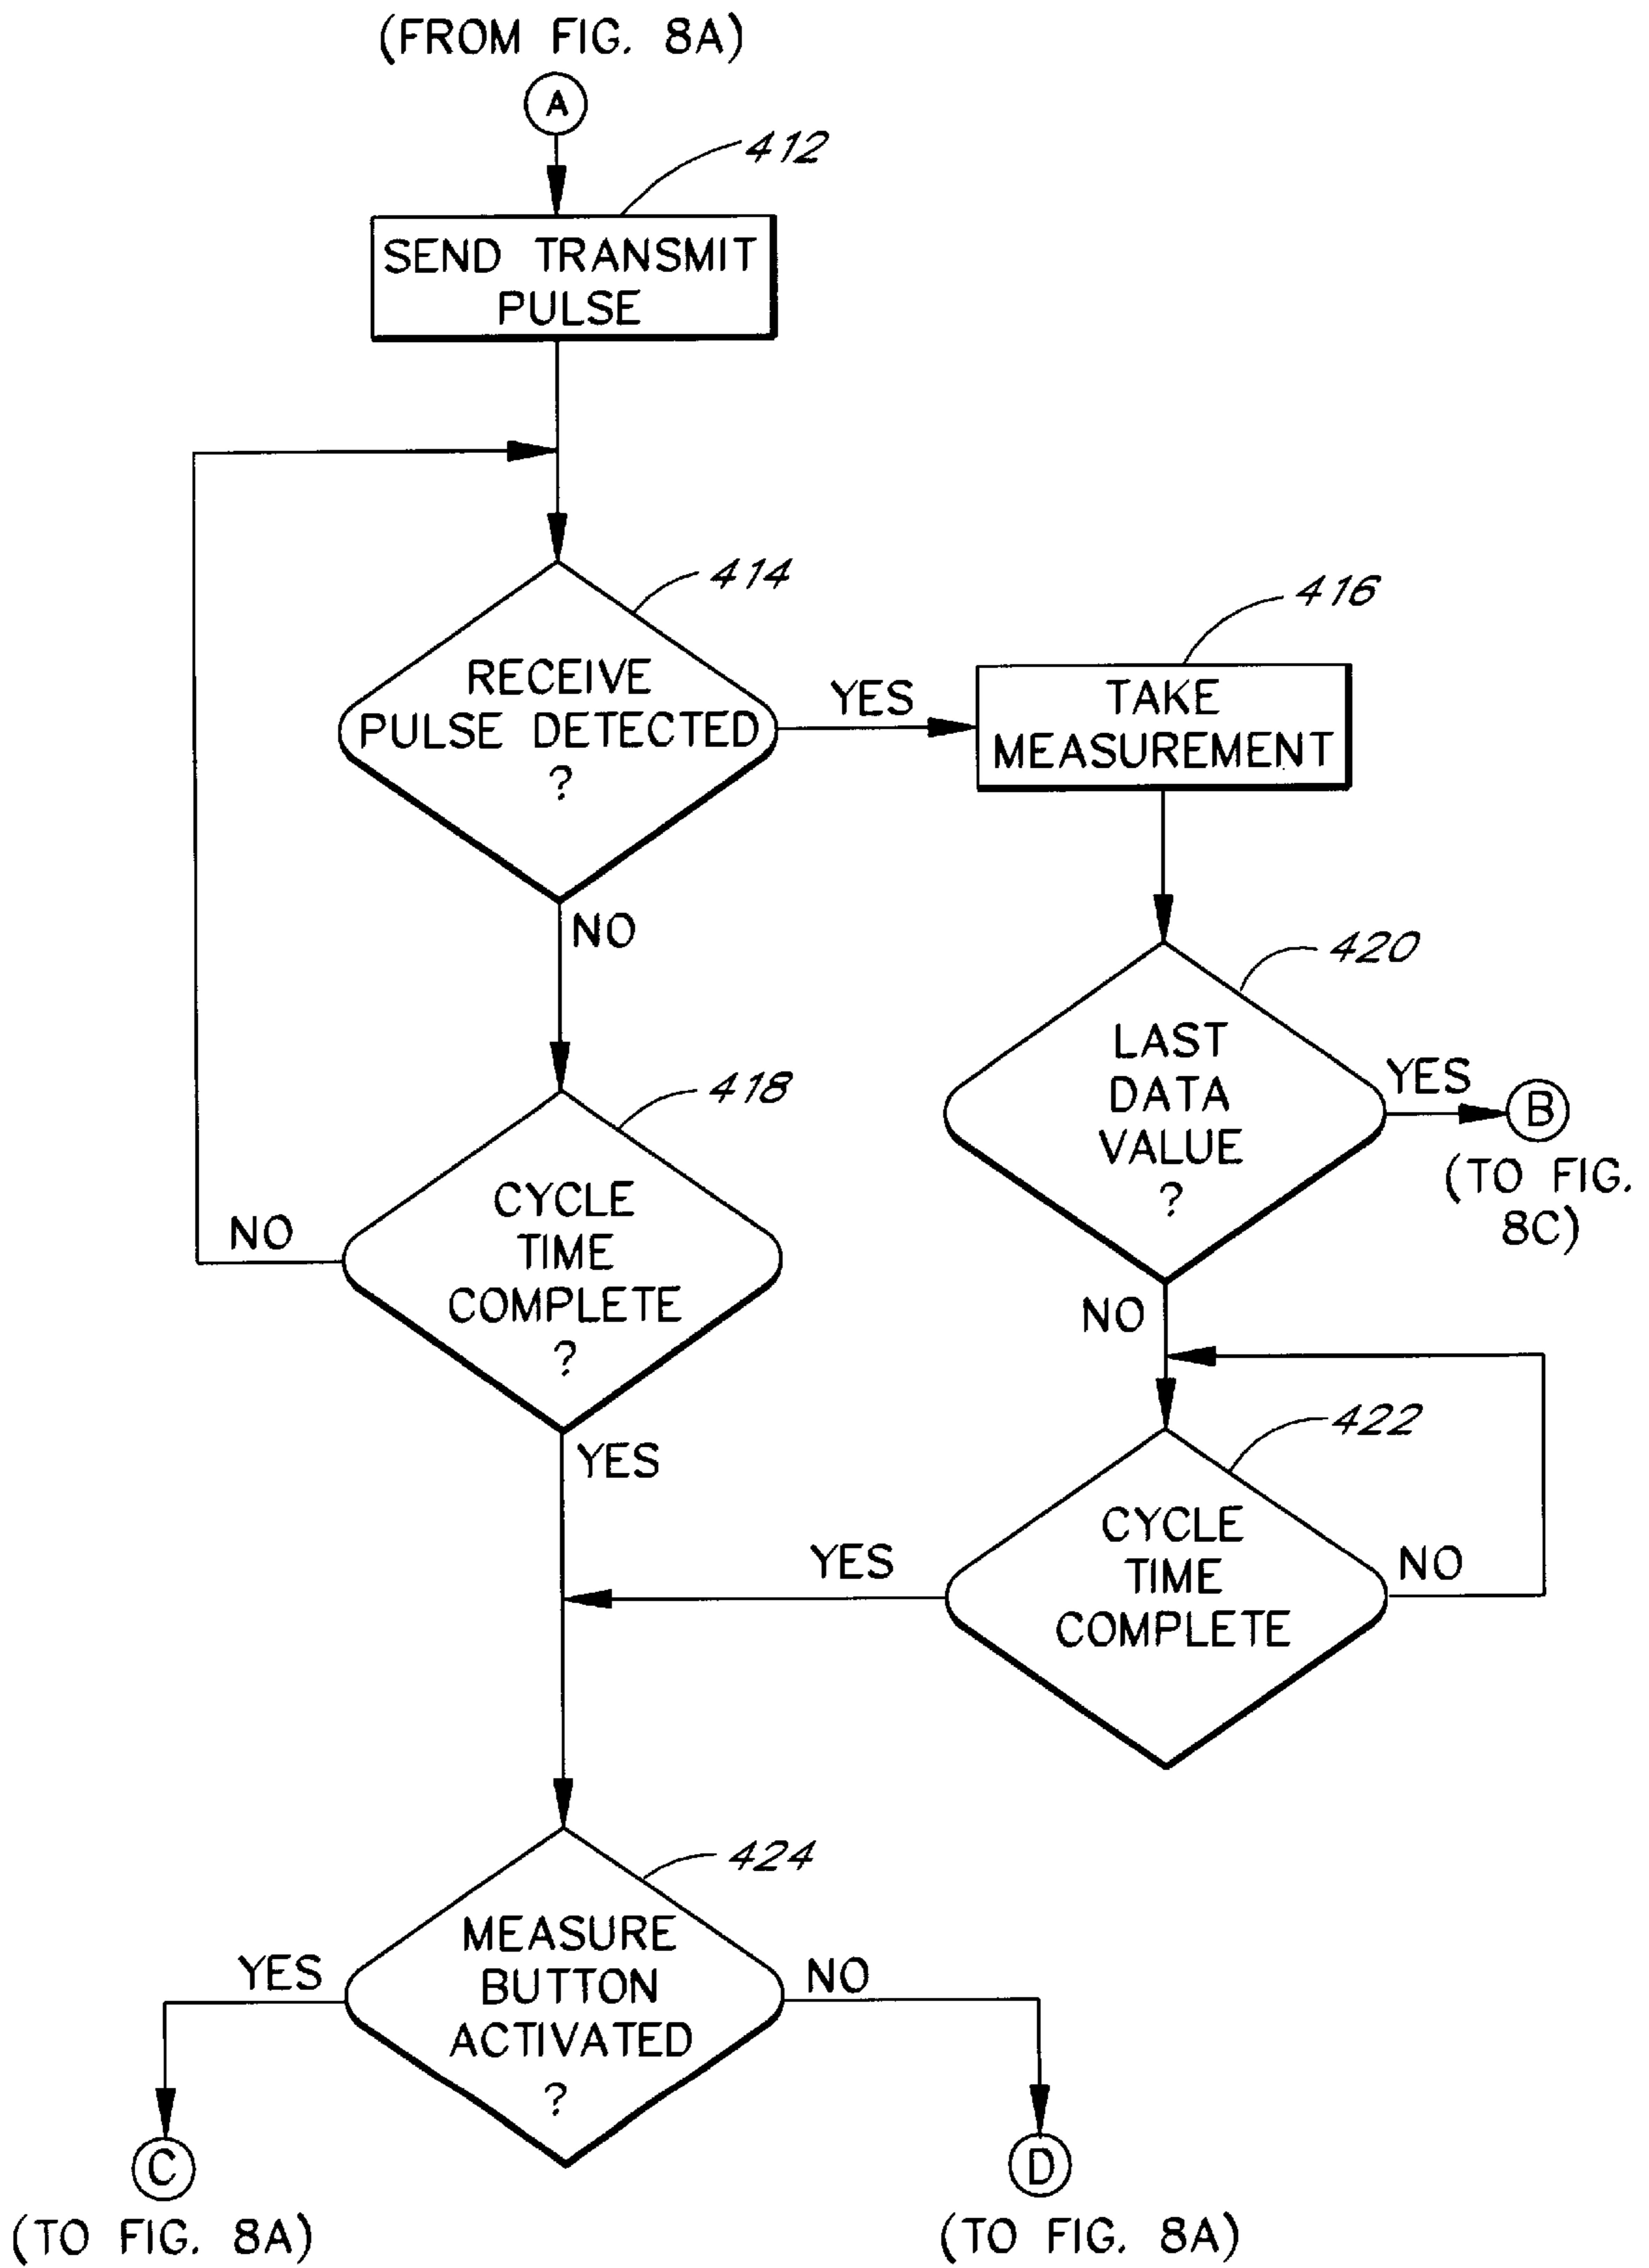 (FROM FIG. 8A)
A
412
SEND TRANSMIT
PULSE
414
RECEIVE
PULSE DETECTED
?
YES
416
TAKE
MEASUREMENT
NO
420
LAST
DATA
VALUE
?
YES
B
(TO FIG.
8C)
418
CYCLE
TIME
COMPLETE
?
NO
YES
NO
422
CYCLE
TIME
COMPLETE
YES
NO
424
MEASURE
BUTTON
ACTIVATED
?
YES
NO
C
(TO FIG. 8A)
D
(TO FIG. 8A)